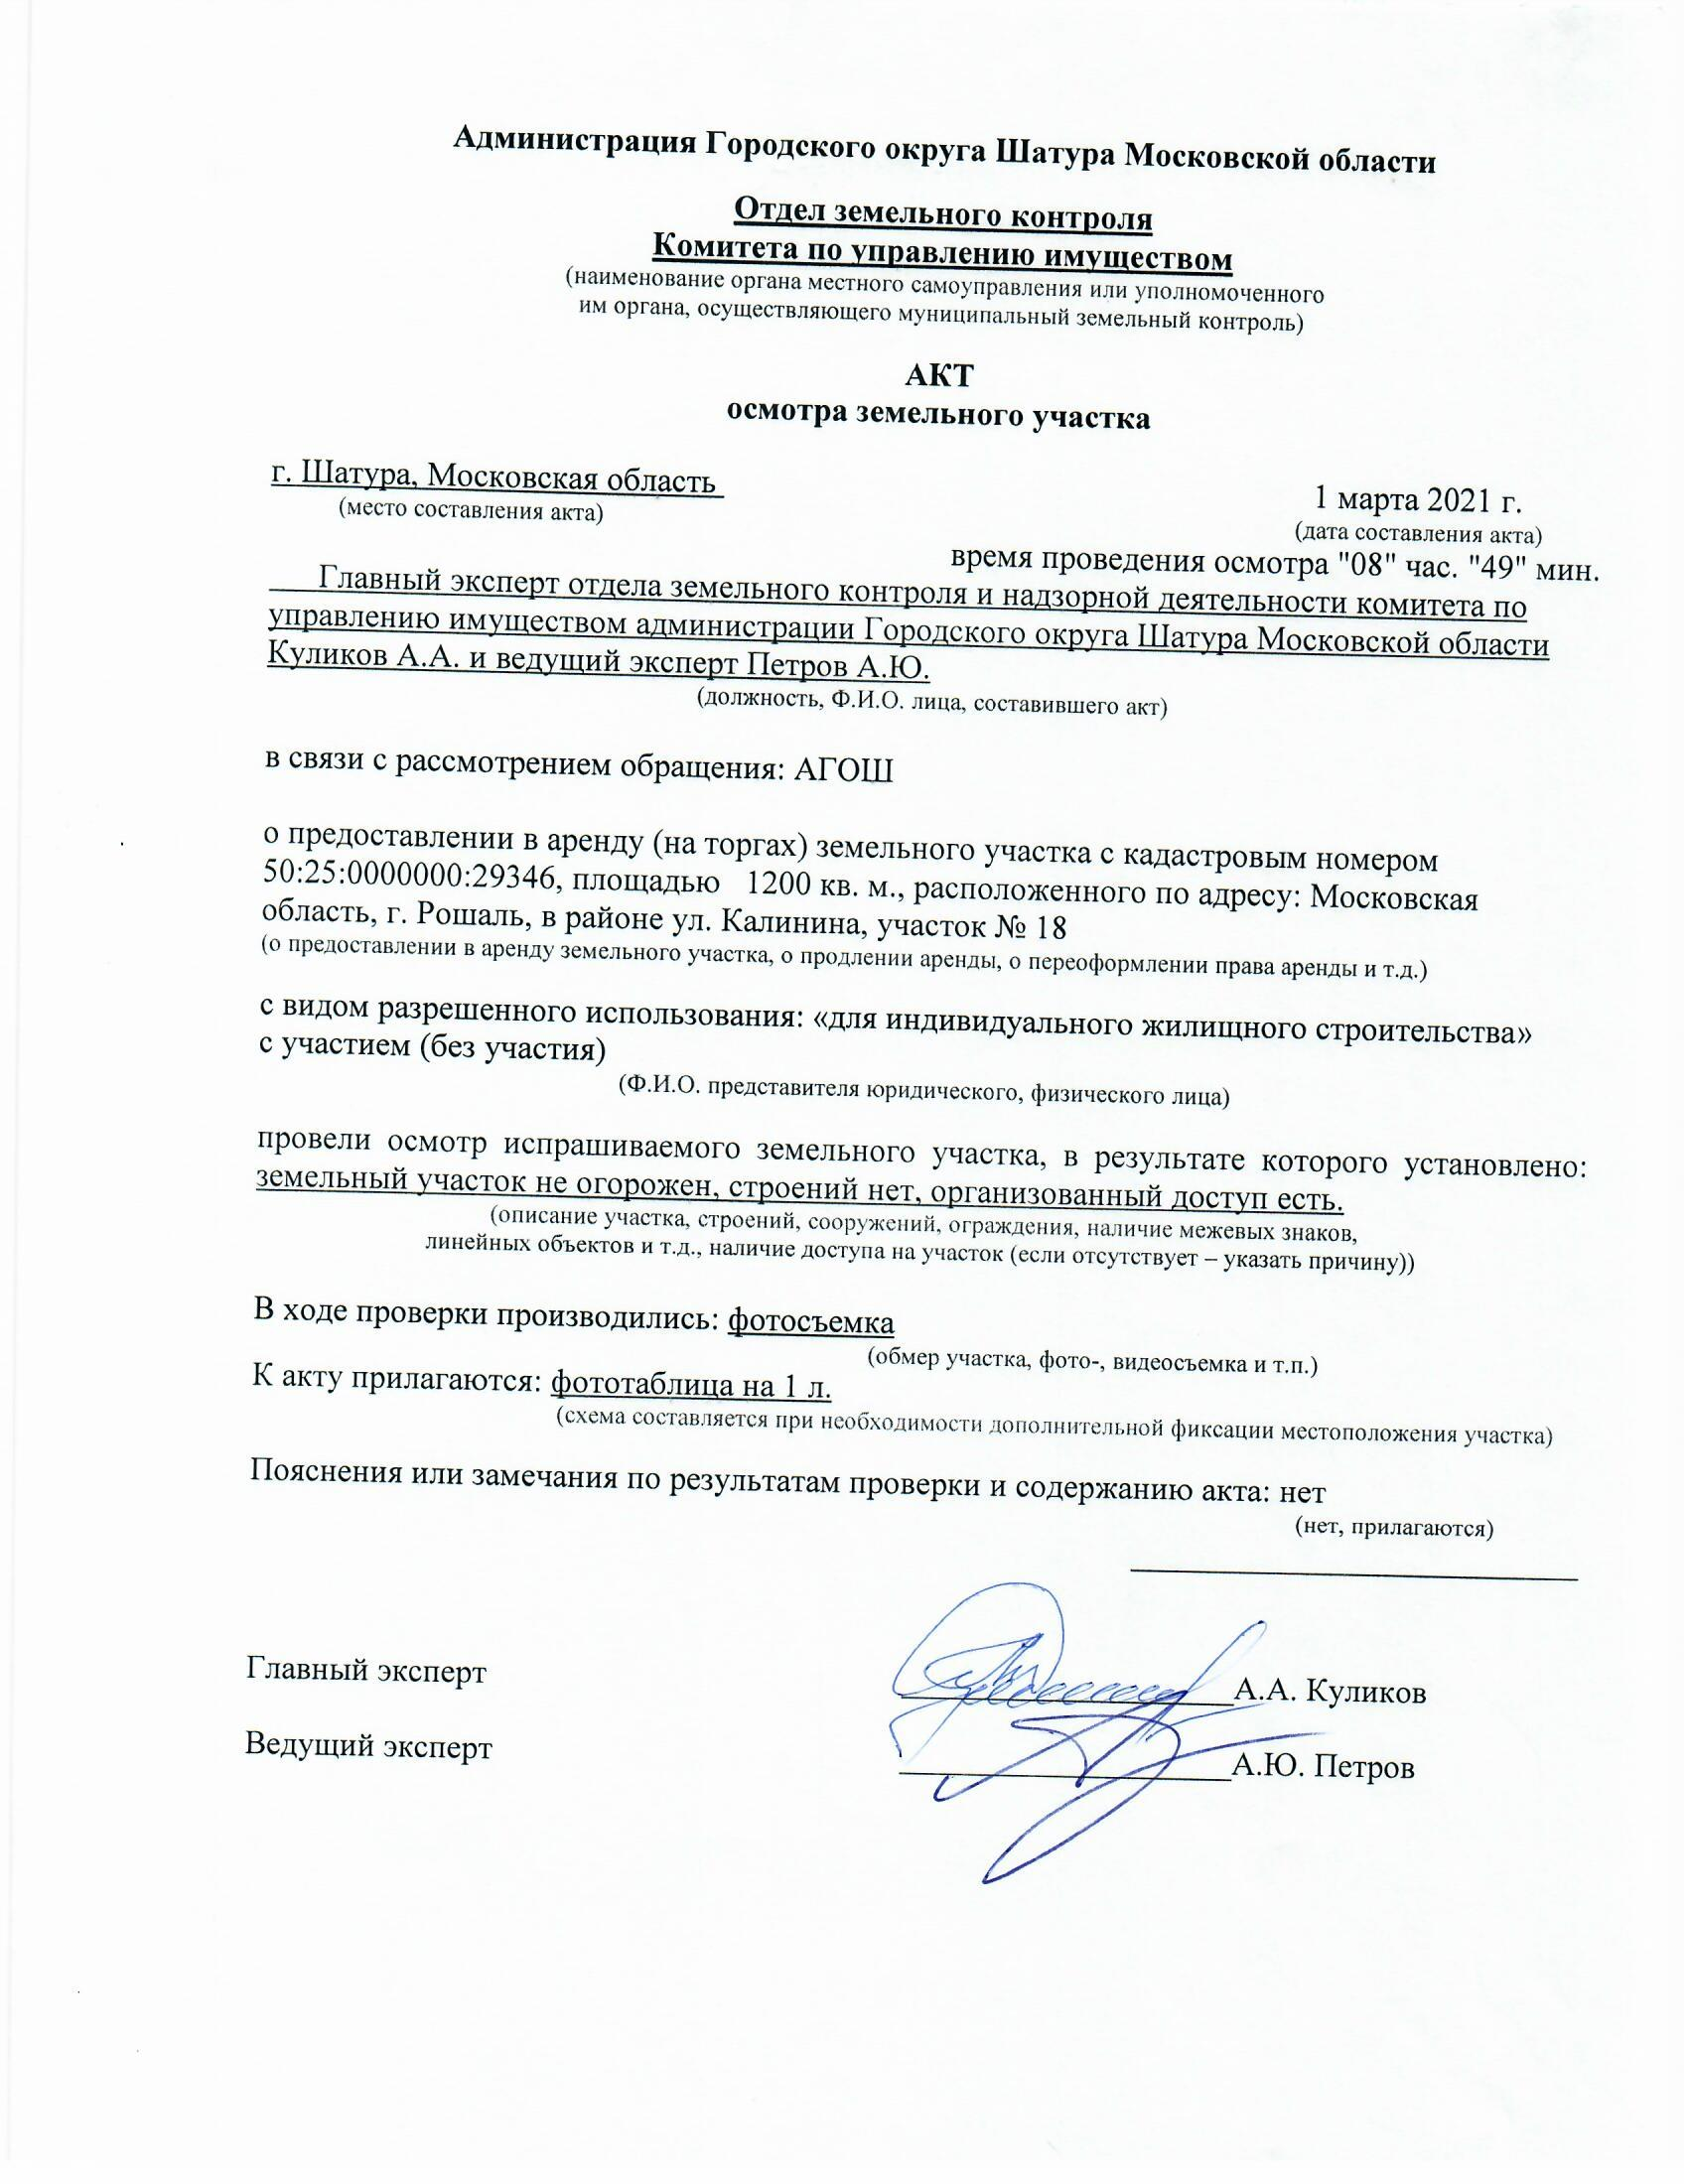 Администрация Городского округа Шатура Московской области
Отдел земельного контроля
Комитета по управлению имуществом
(наименование органа местного самоуправления или уполномоченного
им органа, осуществляющего муниципальный земельный контроль)
АКТ
осмотра земельного участка
г. Шатура, Московская область
1 марта 2021 г.
(место составления акта)
(дата составления акта)
время проведения осмотра "08" час. "49" мин.
Главный эксперт отдела земельного контроля и надзорной деятельности комитета по
управлению имуществом администрации Городского округа Шатура Московской области
Куликов А.А. и ведущий эксперт Петров А.Ю.
(должность, Ф.И.О. лица, составившего акт)
в связи с рассмотрением обращения: АГОШ
о предоставлении в аренду (на торгах) земельного участка с кадастровым номером
50:25:0000000:29346, площадью 1200 кв. м., расположенного по адресу: Московская
область, г. Рошаль, в районе ул. Калинина, участок № 18
(о предоставлении в аренду земельного участка, о продлении аренды, о переоформлении права аренды и т.д.)
с видом разрешенного использования: «для индивидуального жилищного строительства»
с участием (без участия)
(Ф.И.О. представителя юридического, физического лица)
провели осмотр испрашиваемого земельного участка, в результате которого установлено:
земельный участок не огорожен, строений нет, организованный доступ есть.
(описание участка, строений, сооружений, ограждения, наличие межевых знаков,
линейных объектов и т.д., наличие доступа на участок (если отсутствует – указать причину))
В ходе проверки производились: фотосъемка
(обмер участка, фото-, видеосъемка и т.п.)
К акту прилагаются: фототаблица на 1 л.
(схема составляется при необходимости дополнительной фиксации местоположения участка)
Пояснения или замечания по результатам проверки и содержанию акта: нет
(нет, прилагаются)
Главный эксперт А.А. Куликов
Ведущий эксперт А.Ю. Петров